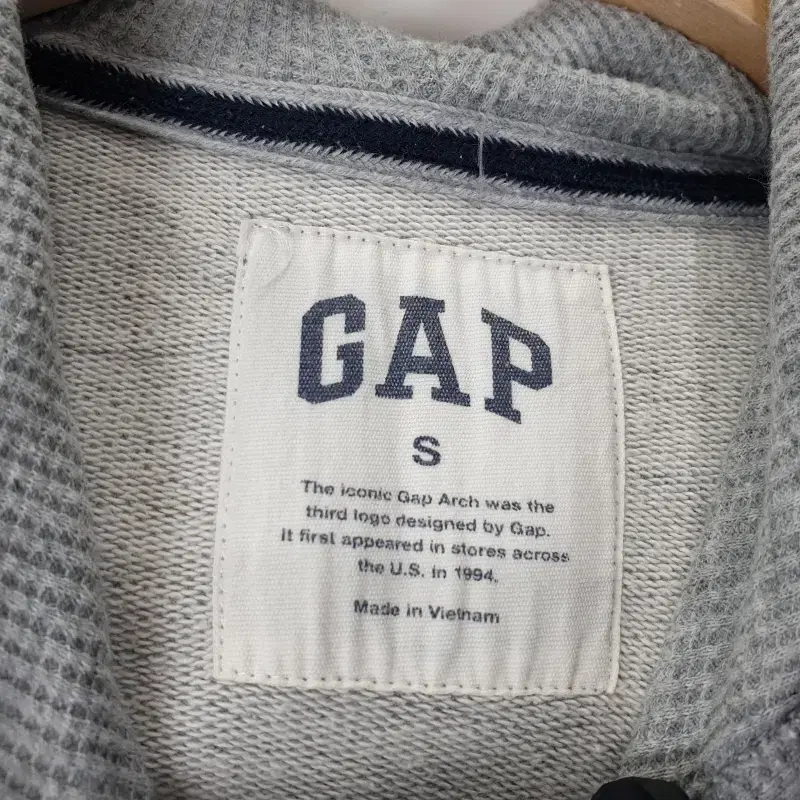 GAP
S
The iconic Gap Arch was the
third logo designed by Gap.
It first appeared in stores across
the U.S. in 1994.
Made in Vietnam